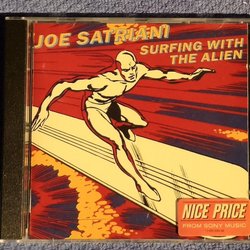 JOE SATRIANI
SURFING WITH
THE ALIEN
NICE PRICE
FROM SONY MUSIC